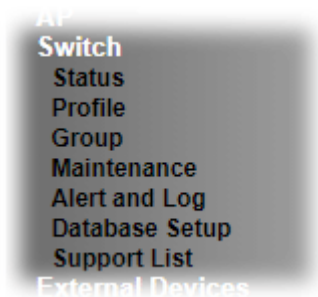 AP
Switch
Status
Profile
Group
Maintenance
Alert and Log
Database Setup
Support List
External Devices